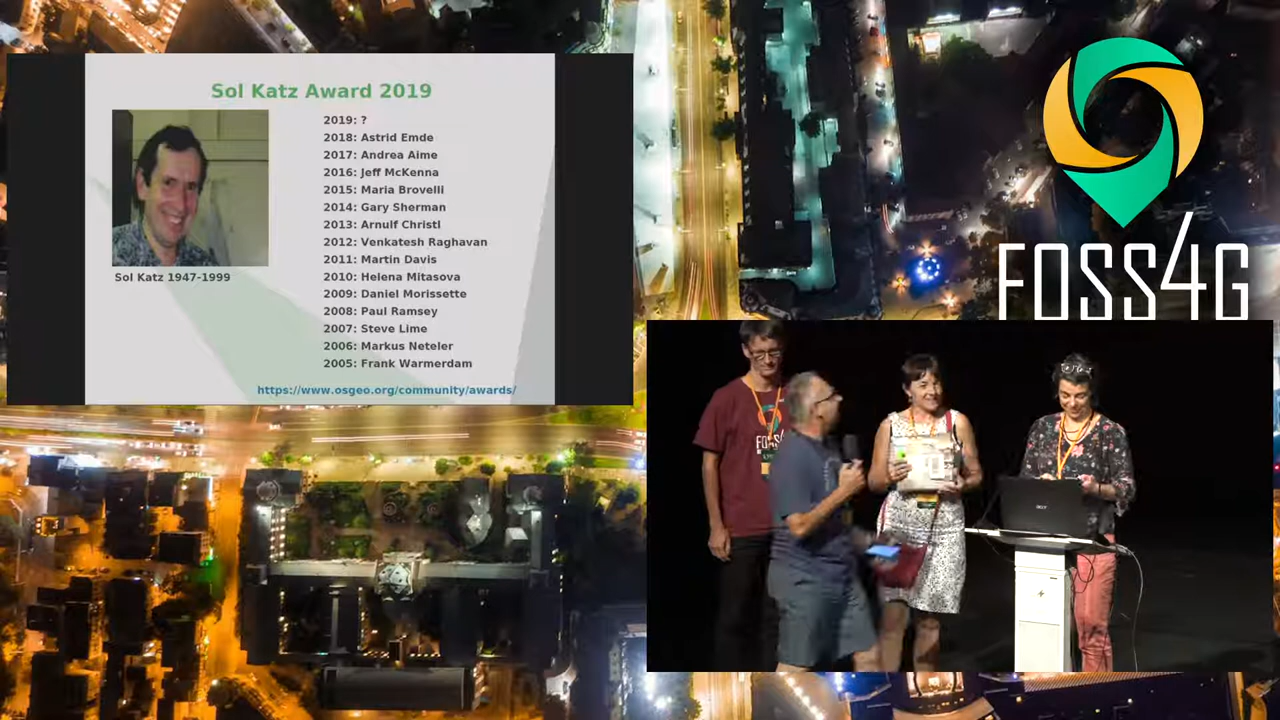 Sol Katz Award 2019
Sol Katz 1947-1999
2019: ?
2018: Astrid Emde
2017: Andrea Aime
2016: Jeff McKenna
2015: Maria Brovelli
2014: Gary Sherman
2013: Arnulf Christl
2012: Venkatesh Raghavan
2011: Martin Davis
2010: Helena Mitasova
2009: Daniel Morissette
2008: Paul Ramsey
2007: Steve Lime
2006: Markus Neteler
2005: Frank Warmerdam
https://www.osgeo.org/community/awards/
FOSS4G
FOSS4
acer